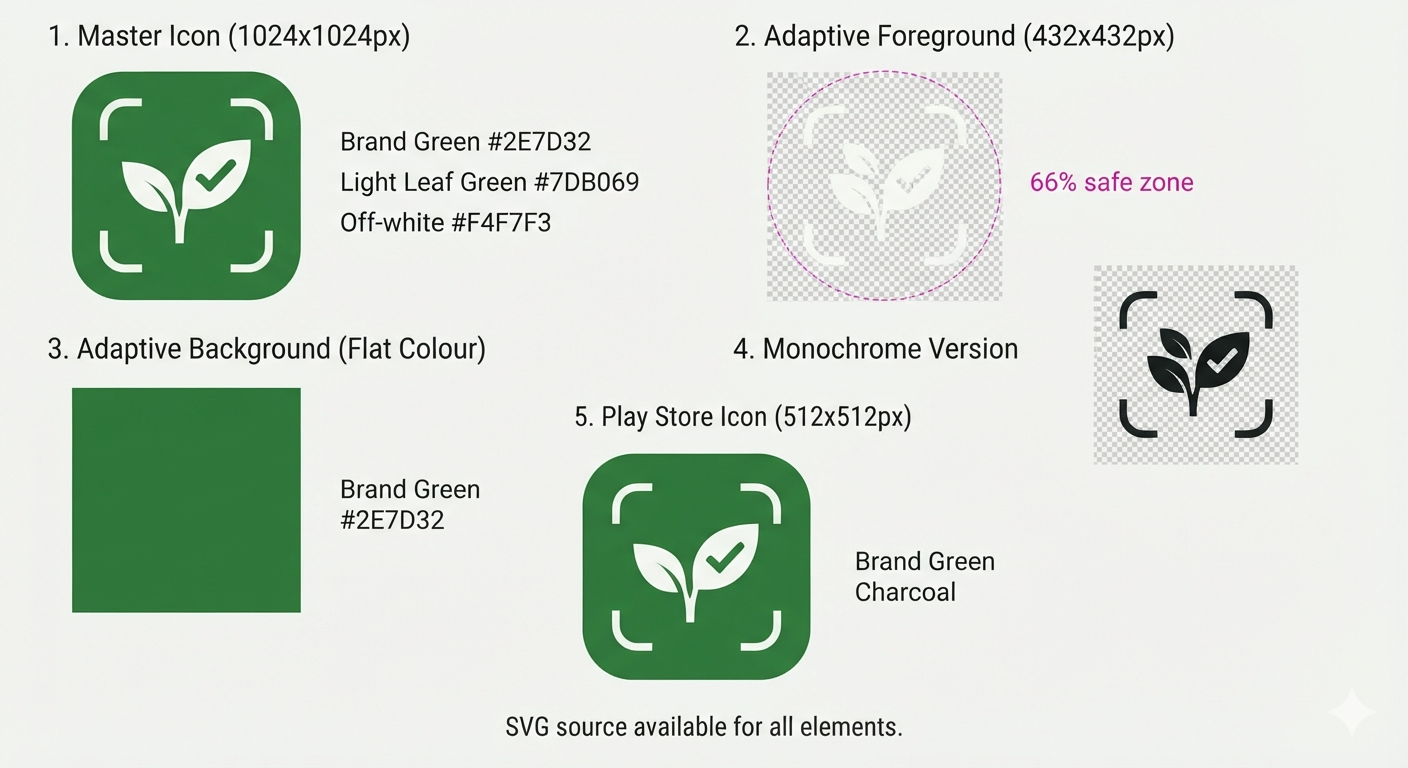 1. Master Icon (1024x1024px)
Brand Green #2E7D32
Light Leaf Green #7DB069
Off-white #F4F7F3
2. Adaptive Foreground (432x432px)
66% safe zone
3. Adaptive Background (Flat Colour)
Brand Green
#2E7D32
4. Monochrome Version
5. Play Store Icon (512x512px)
Brand Green
Charcoal
SVG source available for all elements.